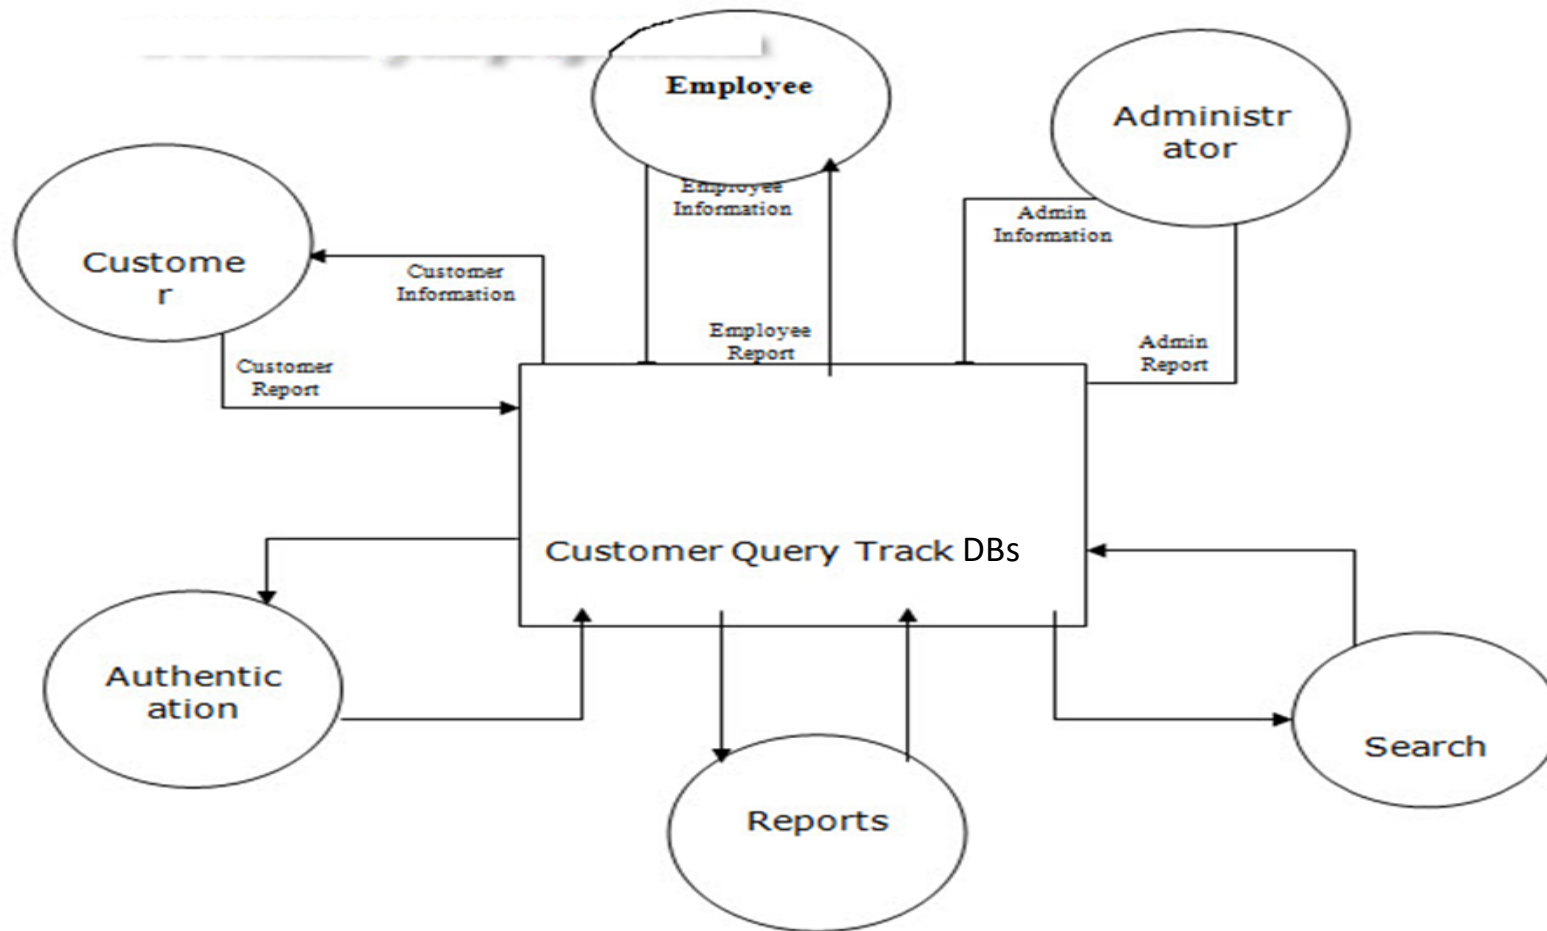 Employee
Administr
ator
Employee
Information
Admin
Information
Custome
r
Customer
Information
Employee
Report
Admin
Report
Customer
Report
Customer Query Track DBs
Authentic
ation
Search
Reports